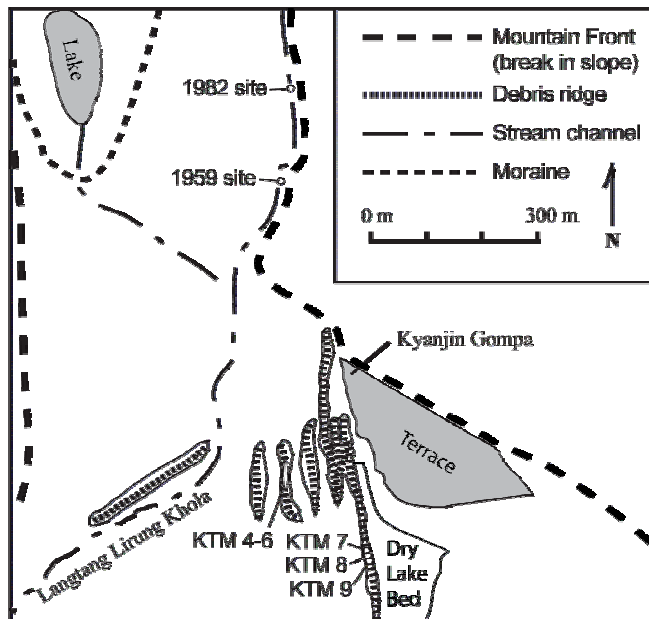 Lake
1982 site
1959 site
Mountain Front
(break in slope)
Debris ridge
Stream channel
Moraine
0 m
300 m
N
Kyanjin Gompa
Terrace
Langtang Lirung Khola
KTM 4-6
KTM 7
KTM 8
KTM 9
Dry
Lake
Bed